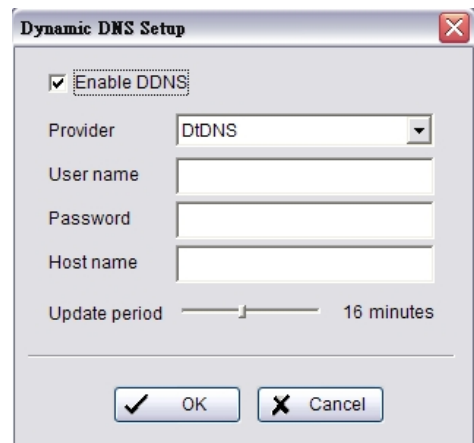 Dynamic DNS Setup
Enable DDNS
Provider DtDNS
User name
Password
Host name
Update period 16 minutes
OK Cancel